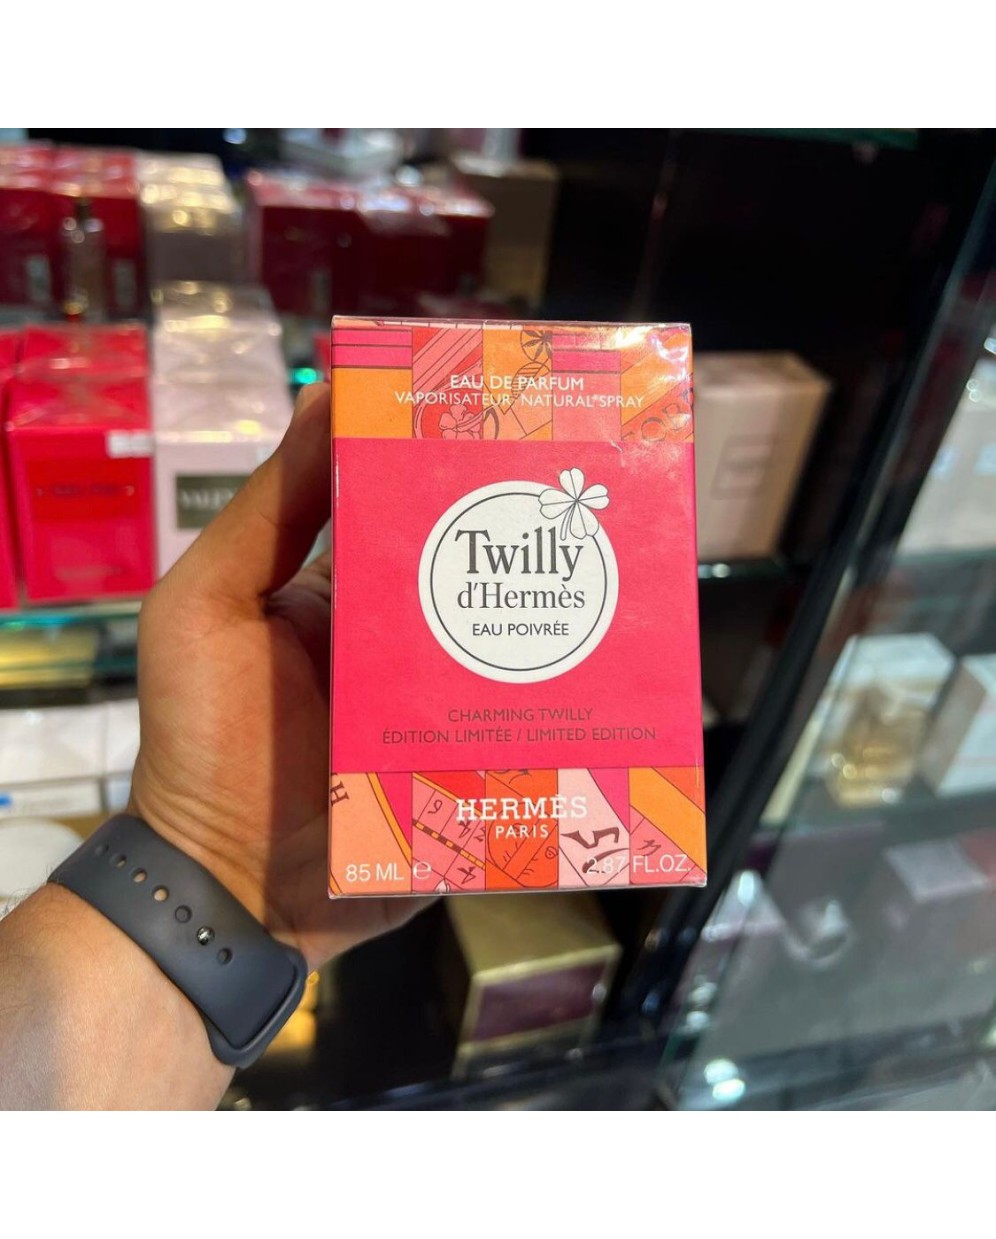 EAU DE PARFUM
VAPORISATEUR NATURAL SPRAY
Twilly
d'Hermès
EAU POIVRÉE
CHARMING TWILLY
ÉDITION LIMITÉE / LIMITED EDITION
HERMÈS
PARIS
85 ML ℮ 2.87 FL.OZ.